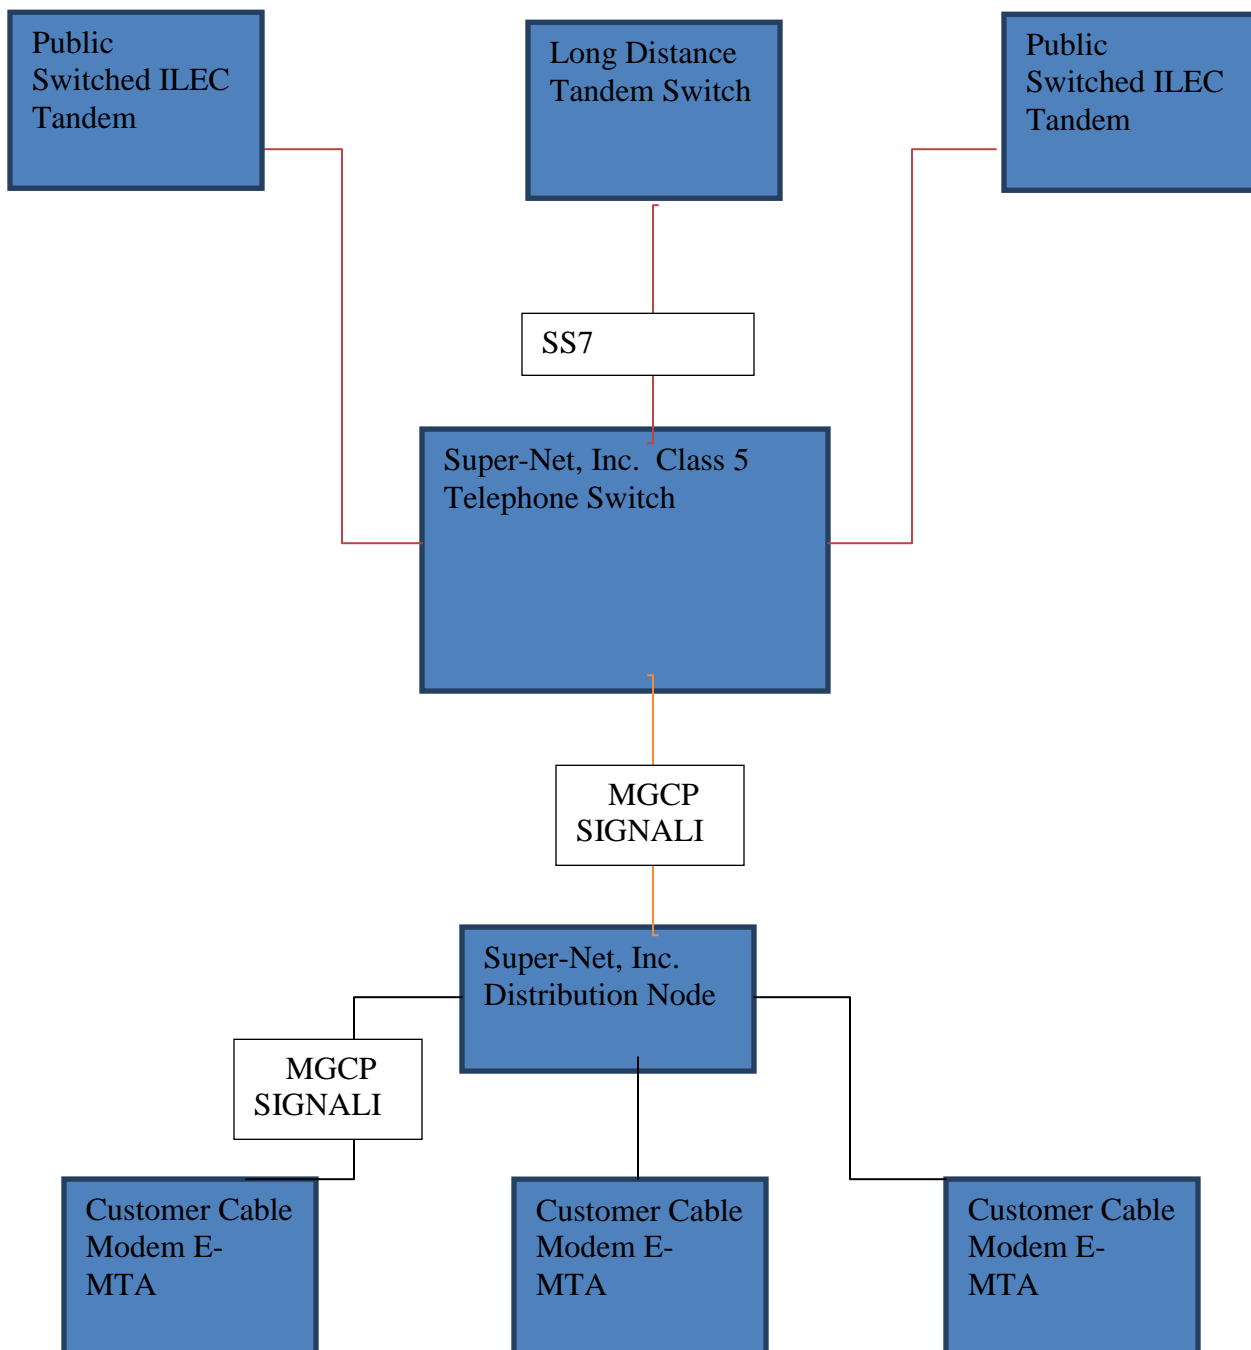 Public
Switched ILEC
Tandem
Long Distance
Tandem Switch
Public
Switched ILEC
Tandem
SS7
Super-Net, Inc.  Class 5
Telephone Switch
MGCP
SIGNALI
Super-Net, Inc.
Distribution Node
MGCP
SIGNALI
Customer Cable
Modem E-
MTA
Customer Cable
Modem E-
MTA
Customer Cable
Modem E-
MTA